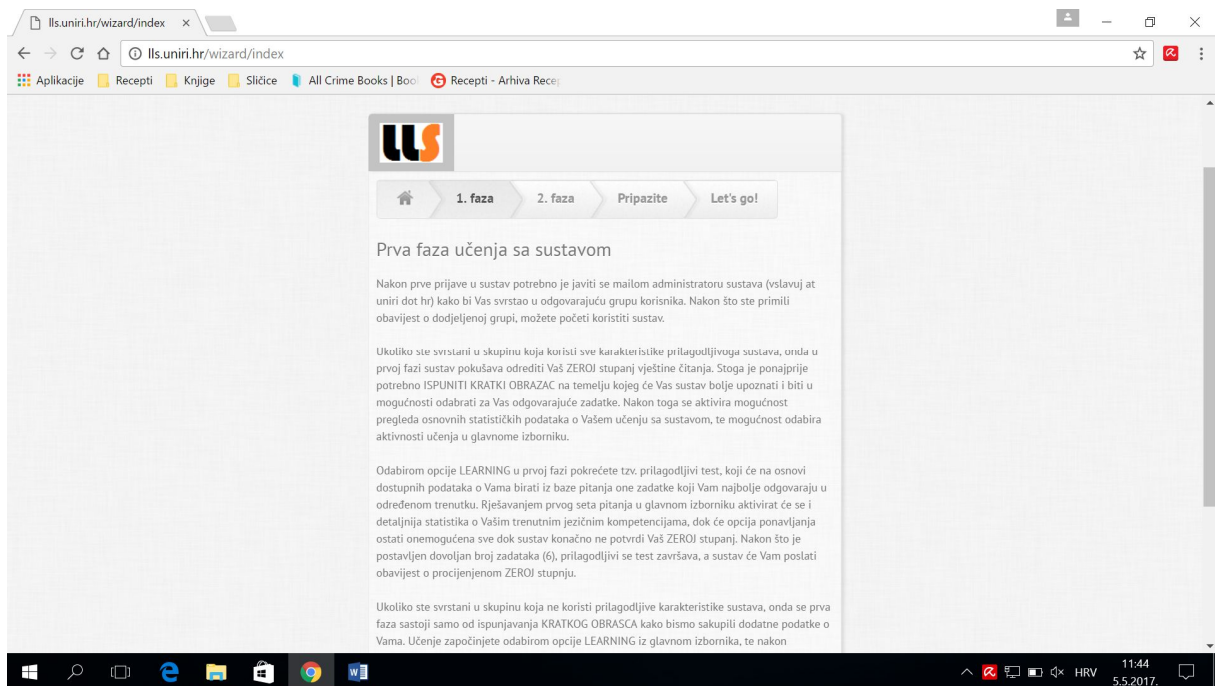 lls.uniri.hr/wizard/index
lls.uniri.hr/wizard/index
Aplikacije Recepti Knjige Sličice All Crime Books | Boo Recepti - Arhiva Recep
LLS
1. faza 2. faza Pripazite Let's go!
Prva faza učenja sa sustavom
Nakon prve prijave u sustav potrebno je javiti se mailom administratoru sustava (vslavuj at
uniri dot hr) kako bi Vas svrstao u odgovarajuću grupu korisnika. Nakon što ste primili
obavijest o dodjeljenoj grupi, možete početi koristiti sustav.
Ukoliko ste svrstani u skupinu koja koristi sve karakteristike prilagodljivoga sustava, onda u
prvoj fazi sustav pokušava odrediti Vaš ZEROJ stupanj vještine čitanja. Stoga je ponajprije
potrebno ISPUNITI KRATKI OBRAZAC na temelju kojeg će Vas sustav bolje upoznati i biti u
mogućnosti odabrati za Vas odgovarajuće zadatke. Nakon toga se aktivira mogućnost
pregleda osnovnih statističkih podataka o Vašem učenju sa sustavom, te mogućnost odabira
aktivnosti učenja u glavnome izborniku.
Odabirom opcije LEARNING u prvoj fazi pokrećete tzv. prilagodljivi test, koji će na osnovi
dostupnih podataka o Vama birati iz baze pitanja one zadatke koji Vam najbolje odgovaraju u
određenom trenutku. Rješavanjem prvog seta pitanja u glavnom izborniku aktivirat će se i
detaljnija statistika o Vašim trenutnim jezičnim kompetencijama, dok će opcija ponavljanja
ostati onemogućena sve dok sustav konačno ne potvrdi Vaš ZEROJ stupanj. Nakon što je
postavljen dovoljan broj zadataka (6), prilagodljivi se test završava, a sustav će Vam poslati
obavijest o procijenjenom ZEROJ stupnju.
Ukoliko ste svrstani u skupinu koja ne koristi prilagodljive karakteristike sustava, onda se prva
faza sastoji samo od ispunjavanja KRATKOG OBRASCA kako bismo sakupili dodatne podatke o
Vama. Učenje započinjete odabirom opcije LEARNING iz glavnom izbornika, te nakon
HRV 11:44
5.5.2017.